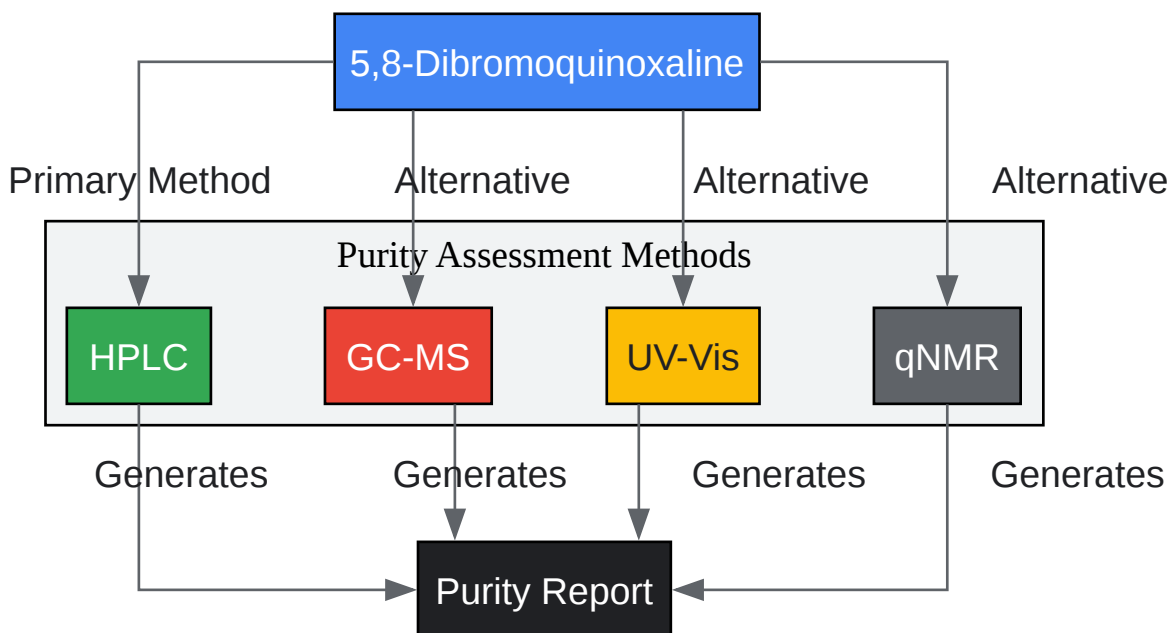 5,8-Dibromoquinoxaline
Primary Method
Alternative
Alternative
Alternative
Purity Assessment Methods
HPLC
GC-MS
UV-Vis
qNMR
Generates
Generates
Generates
Generates
Purity Report